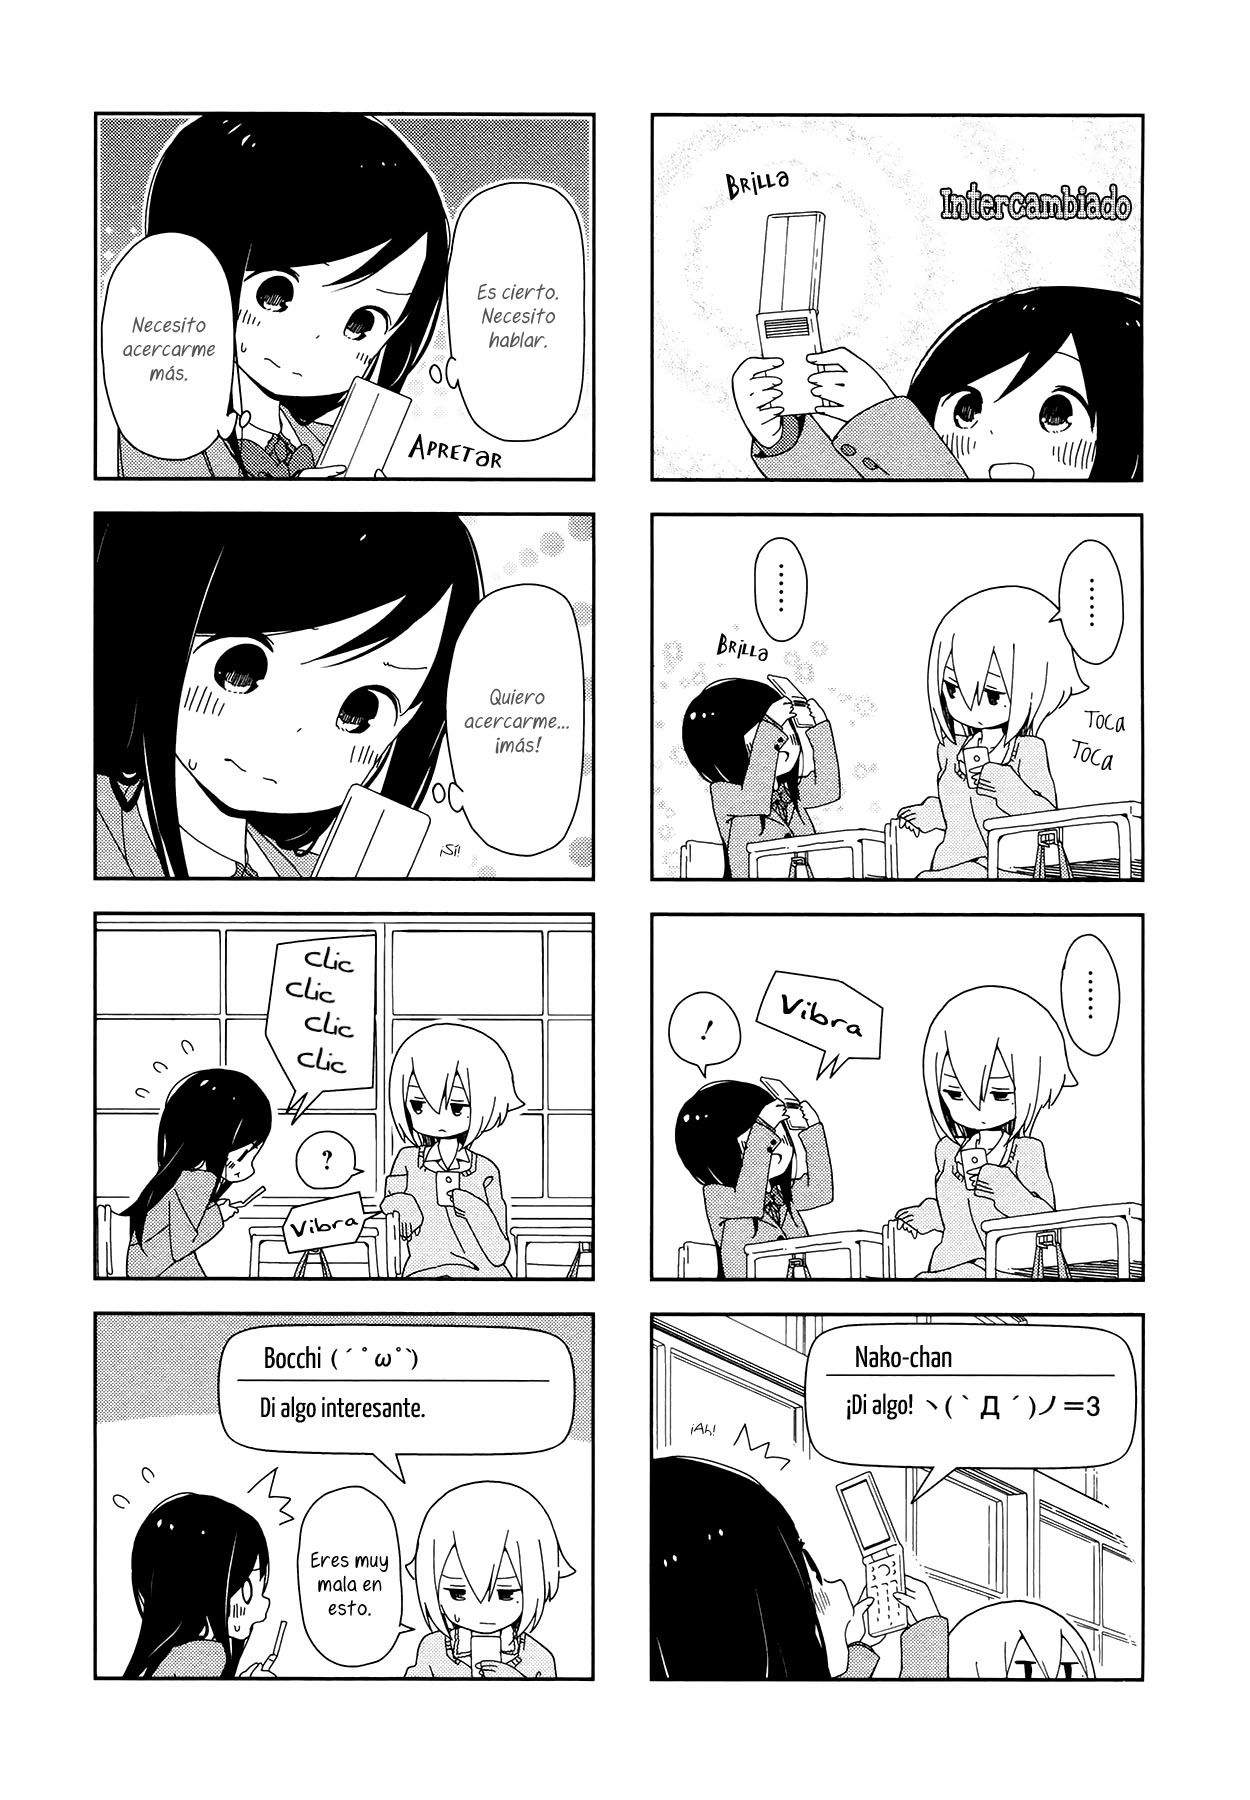 Intercambiado
BRILLA
........
........
BRILLA
TOCA
TOCA
........
Vibra
!
Nako-chan
¡Di algo! ヽ(｀Д´)ノ=3
¡Ah!
Es cierto.
Necesito
hablar.
Necesito
acercarme
más.
APRETAR
Quiero
acercarme...
¡más!
¡Sí!
CLIC
CLIC
CLIC
CLIC
?
Vibra
Bocchi (´ﾟωﾟ`)
Di algo interesante.
Eres muy
mala en
esto.